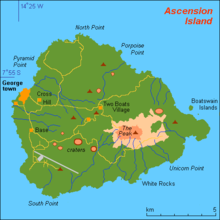 14°25 W
Ascension
Island
North Point
Porpoise
Point
Pyramid
Point
7°56 S
George
town
Cross
Hill
Two Boats
Village
Boatswain
Islands
Base
The
Peak
craters
Unicorn Point
White Rocks
South Point
km
5